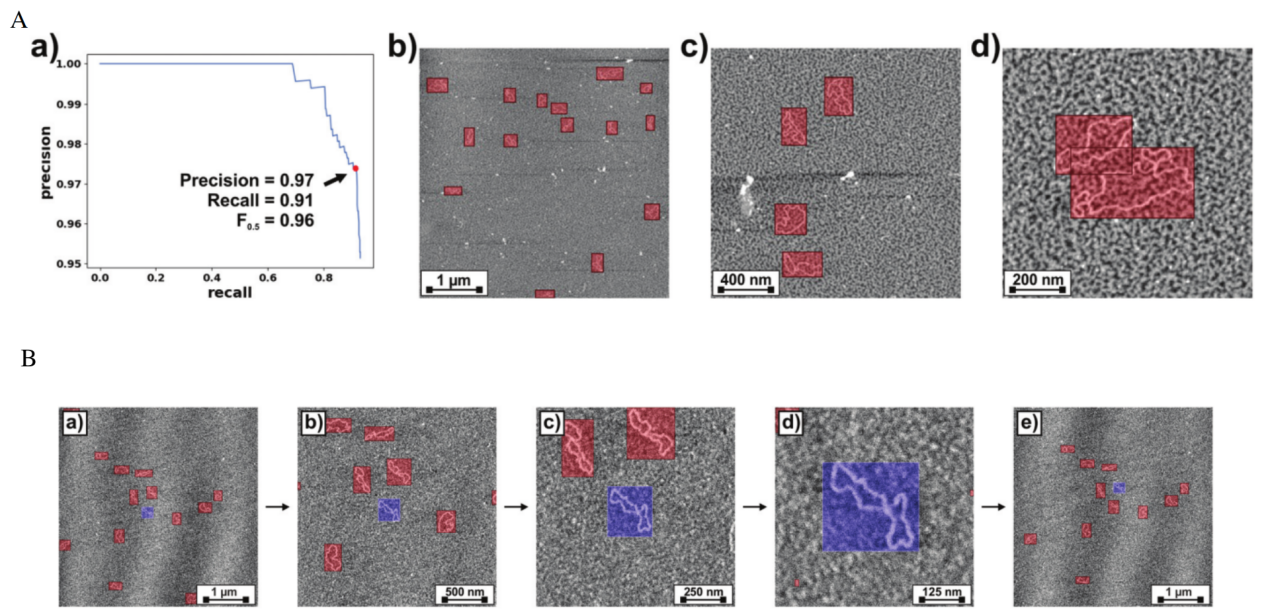 A
a)
1.00
0.99
0.98
0.97
0.96
0.95
precision
Precision = 0.97
Recall = 0.91
F0.5 = 0.96
0.0 0.2 0.4 0.6 0.8
recall
b)
1 µm
c)
400 nm
d)
200 nm
B
a)
1 µm
b)
500 nm
c)
250 nm
d)
125 nm
e)
1 µm